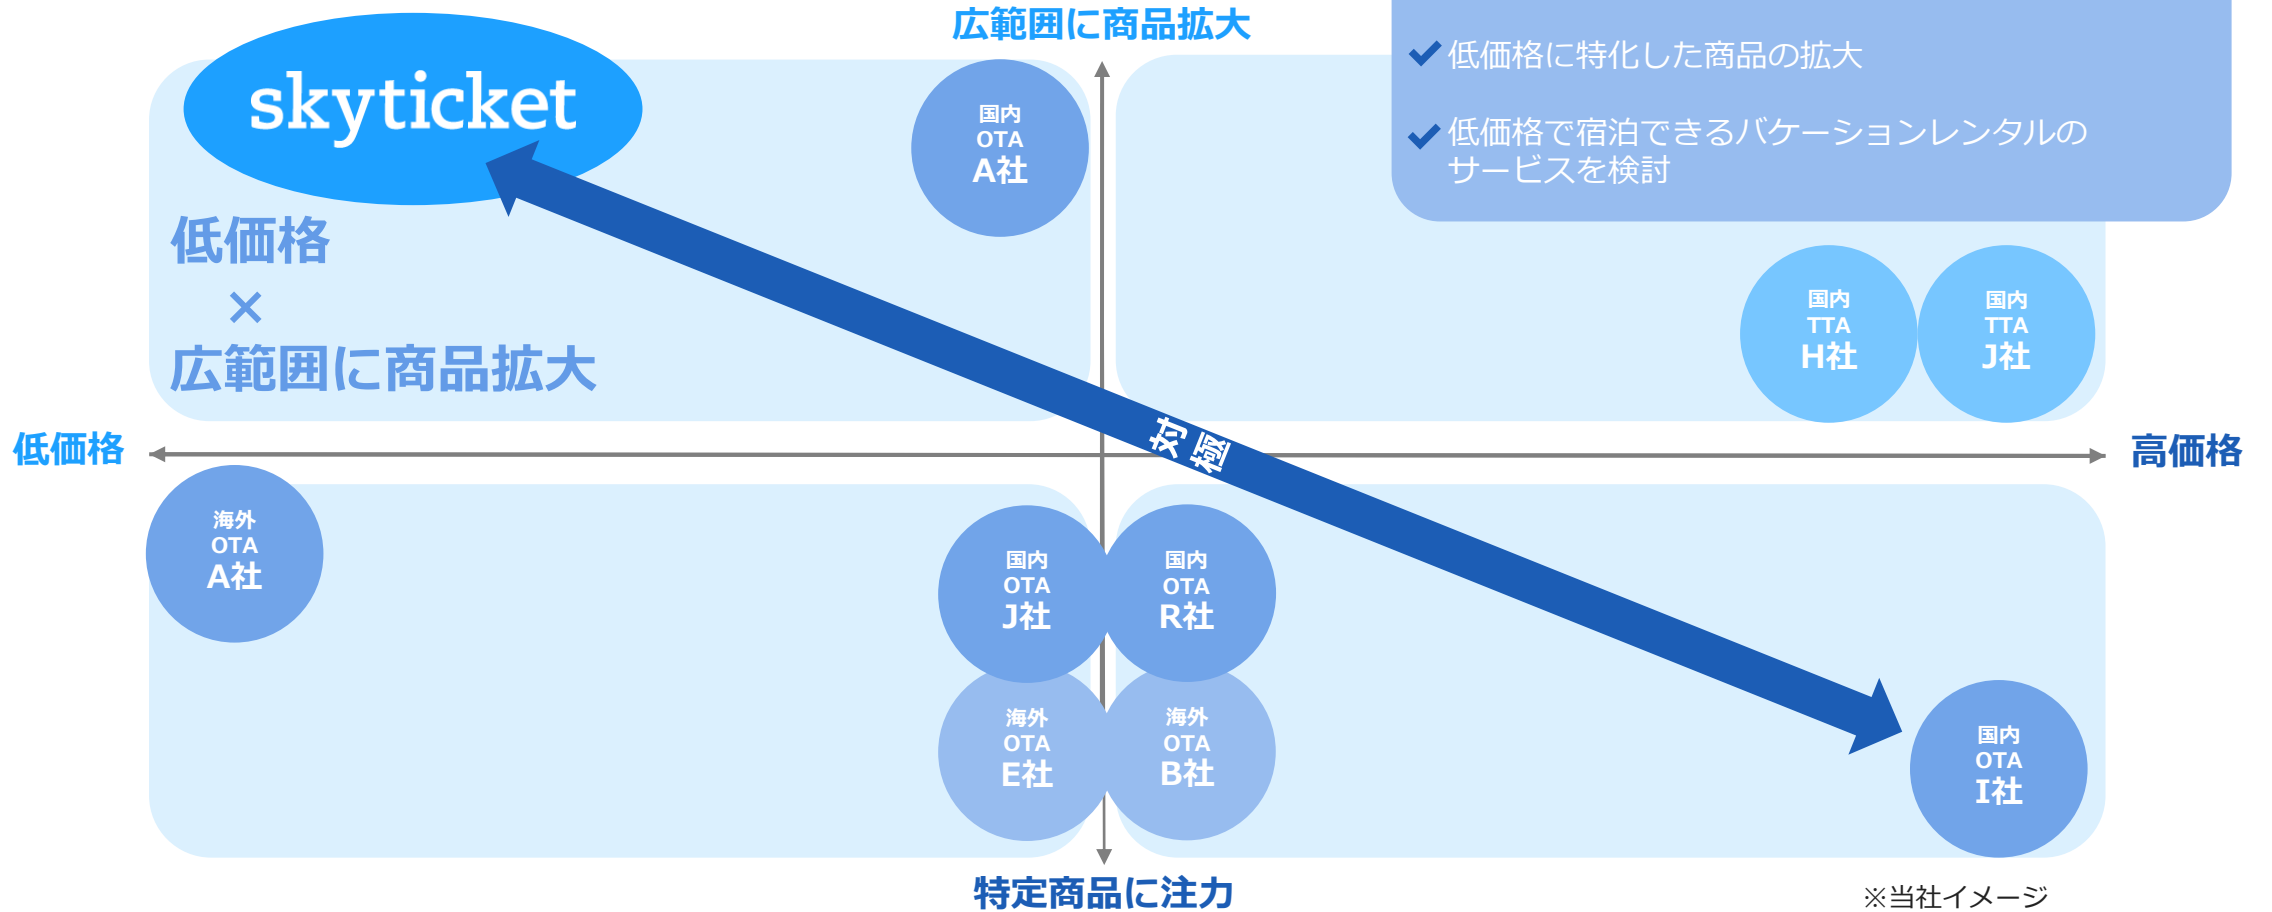 広範囲に商品拡大
低価格に特化した商品の拡大
低価格で宿泊できるバケーションレンタルの
サービスを検討
skyticket
国内
OTA
A社
低価格
×
広範囲に商品拡大
国内
TTA
H社
国内
TTA
J社
対極
低価格
高価格
海外
OTA
A社
国内
OTA
J社
国内
OTA
R社
海外
OTA
E社
海外
OTA
B社
国内
OTA
I社
特定商品に注力
※当社イメージ